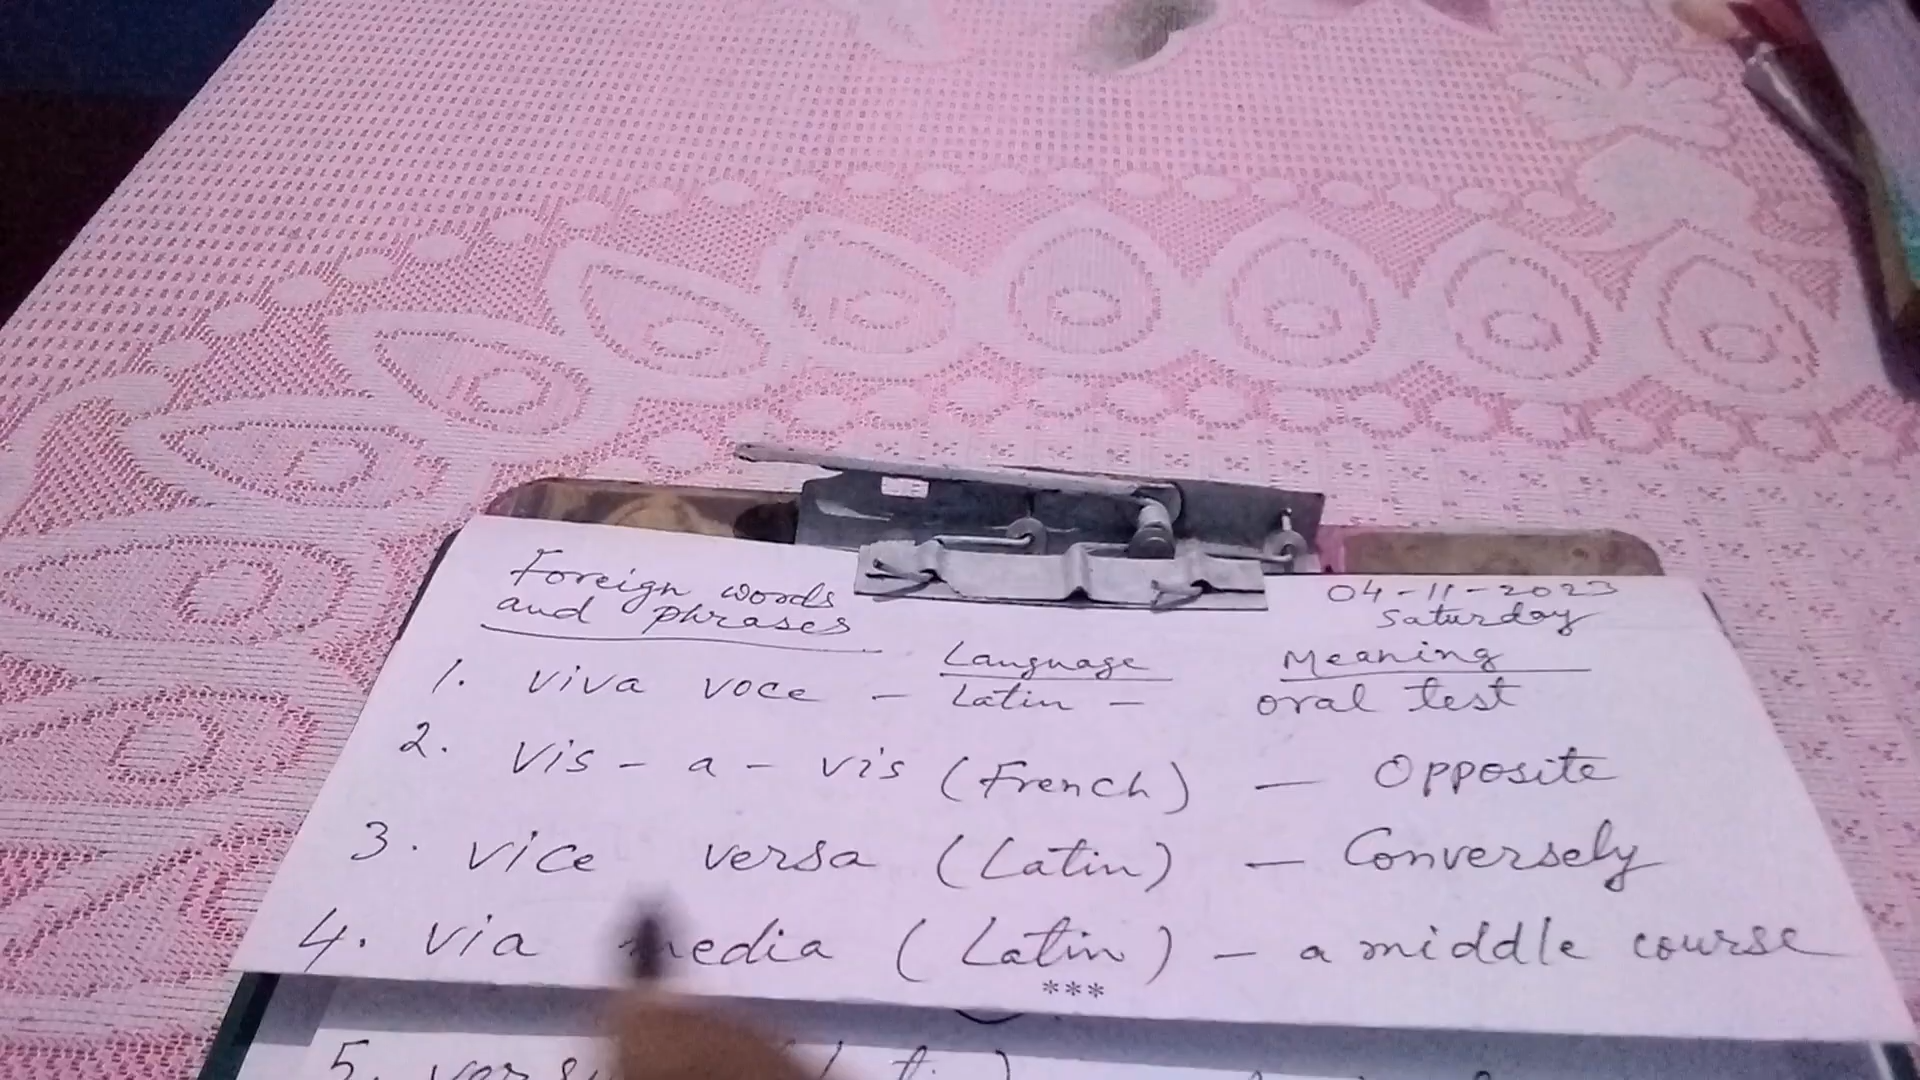 Foreign words
and phrases
04-11-2023
Saturday
Language
Meaning
1. viva voce - Latin - oral test
2. vis-a-vis (French) - Opposite
3. vice versa (Latin) - Conversely
4. via media (Latin) - a middle course
***
5.